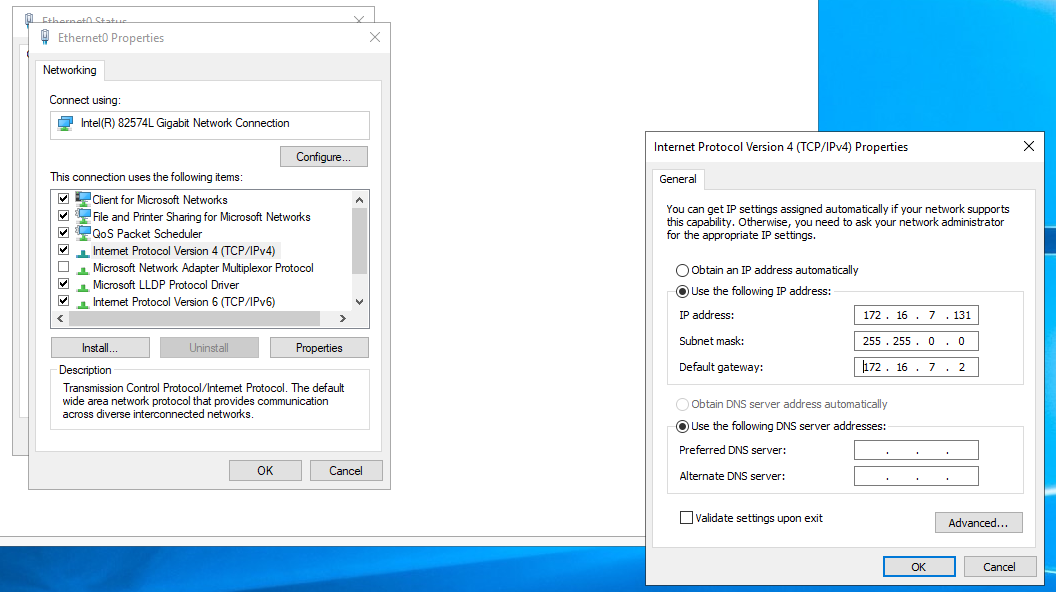 Ethernet0 Status
Ethernet0 Properties
Networking
Connect using:
Intel(R) 82574L Gigabit Network Connection
Configure...
This connection uses the following items:
Client for Microsoft Networks
File and Printer Sharing for Microsoft Networks
QoS Packet Scheduler
Internet Protocol Version 4 (TCP/IPv4)
Microsoft Network Adapter Multiplexor Protocol
Microsoft LLDP Protocol Driver
Internet Protocol Version 6 (TCP/IPv6)
Install...
Uninstall
Properties
Description
Transmission Control Protocol/Internet Protocol. The default
wide area network protocol that provides communication
across diverse interconnected networks.
OK
Cancel
Internet Protocol Version 4 (TCP/IPv4) Properties
General
You can get IP settings assigned automatically if your network supports
this capability. Otherwise, you need to ask your network administrator
for the appropriate IP settings.
Obtain an IP address automatically
Use the following IP address:
IP address: 172 . 16 . 7 . 131
Subnet mask: 255 . 255 . 0 . 0
Default gateway: 172 . 16 . 7 . 2
Obtain DNS server address automatically
Use the following DNS server addresses:
Preferred DNS server: . . .
Alternate DNS server: . . .
Validate settings upon exit
Advanced...
OK
Cancel